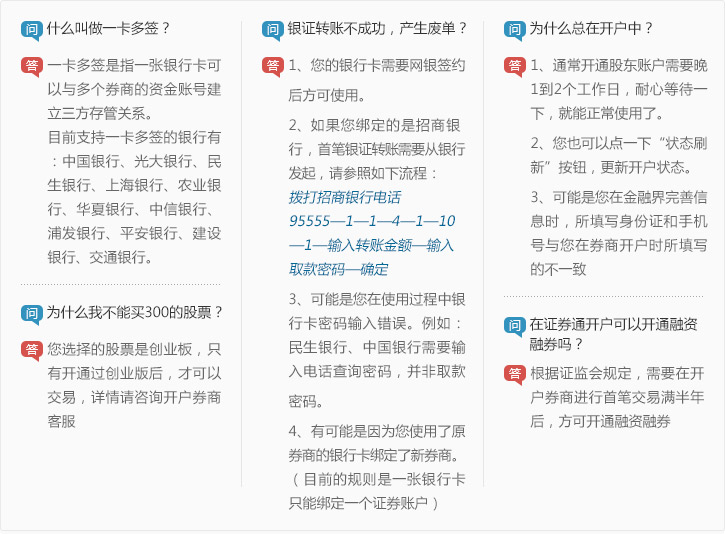 问 什么叫做一卡多签？
答 一卡多签是指一张银行卡可
以与多个券商的资金账号建
立三方存管关系。
目前支持一卡多签的银行有
：中国银行、光大银行、民
生银行、上海银行、农业银
行、华夏银行、中信银行、
浦发银行、平安银行、建设
银行、交通银行。
问 为什么我不能买300的股票？
答 您选择的股票是创业板，只
有开通过创业版后，才可以
交易，详情请咨询开户券商
客服
问 银证转账不成功，产生废单？
答 1、您的银行卡需要网银签约
后方可使用。
2、如果您绑定的是招商银
行，首笔银证转账需要从银行
发起，请参照如下流程：
拨打招商银行电话
95555—1—1—4—1—10
—1—输入转账金额—输入
取款密码—确定
3、可能是您在使用过程中银
行卡密码输入错误。例如：
民生银行、中国银行需要输
入电话查询密码，并非取款
密码。
4、有可能是因为您使用了原
券商的银行卡绑定了新券商。
（目前的规则是一张银行卡
只能绑定一个证券账户）
问 为什么总在开户中？
答 1、通常开通股东账户需要晚
1到2个工作日，耐心等待一
下，就能正常使用了。
2、您也可以点一下“状态刷
新”按钮，更新开户状态。
3、可能是您在金融界完善信
息时，所填写身份证和手机
号与您在券商开户时所填写
的不一致
问 在证券通开户可以开通融资
融券吗？
答 根据证监会规定，需要在开
户券商进行首笔交易满半年
后，方可开通融资融券